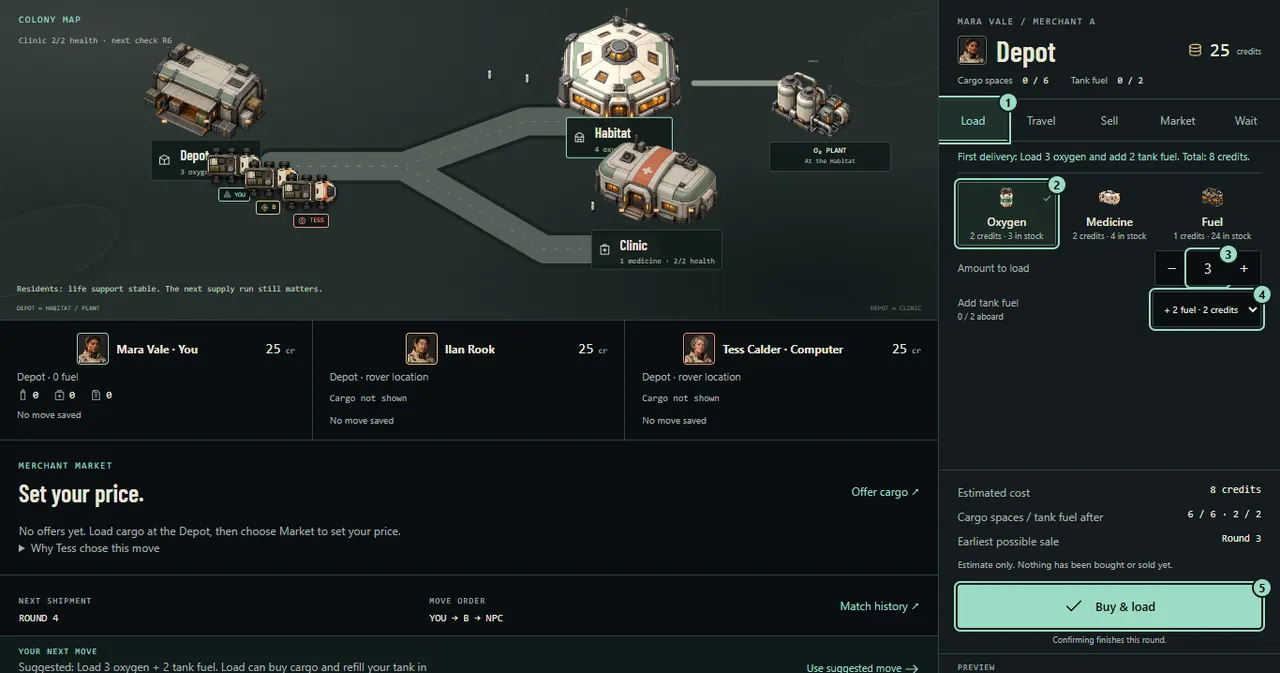 COLONY MAP
Clinic 2/2 health · next check R6
Depot
3 oxyge
YOU
B
TESS
Habitat
4 oxy
O₂ PLANT
At the Habitat
Clinic
1 medicine · 2/2 health
Residents: life support stable. The next supply run still matters.
DEPOT ↔ HABITAT / PLANT
DEPOT ↔ CLINIC
Mara Vale · You
25 cr
Depot · 0 fuel
0 0 0
No move saved
Ilan Rook
25 cr
Depot · rover location
Cargo not shown
No move saved
Tess Calder · Computer
25 cr
Depot · rover location
Cargo not shown
No move saved
MERCHANT MARKET
Set your price.
Offer cargo ↗
No offers yet. Load cargo at the Depot, then choose Market to set your price.
▶ Why Tess chose this move
NEXT SHIPMENT
ROUND 4
MOVE ORDER
YOU → B → NPC
Match history ↗
YOUR NEXT MOVE
Suggested: Load 3 oxygen + 2 tank fuel. Load can buy cargo and refill your tank in
Use suggested move →
MARA VALE / MERCHANT A
Depot
25 credits
Cargo spaces 0 / 6 Tank fuel 0 / 2
1
Load Travel Sell Market Wait
First delivery: Load 3 oxygen and add 2 tank fuel. Total: 8 credits.
2
Oxygen
2 credits · 3 in stock
Medicine
2 credits · 4 in stock
Fuel
1 credits · 24 in stock
Amount to load
3
− 3 +
Add tank fuel
0 / 2 aboard
4
+ 2 fuel · 2 credits
Estimated cost 8 credits
Cargo spaces / tank fuel after 6 / 6 · 2 / 2
Earliest possible sale Round 3
Estimate only. Nothing has been bought or sold yet.
5
Buy & load
Confirming finishes this round.
PREVIEW